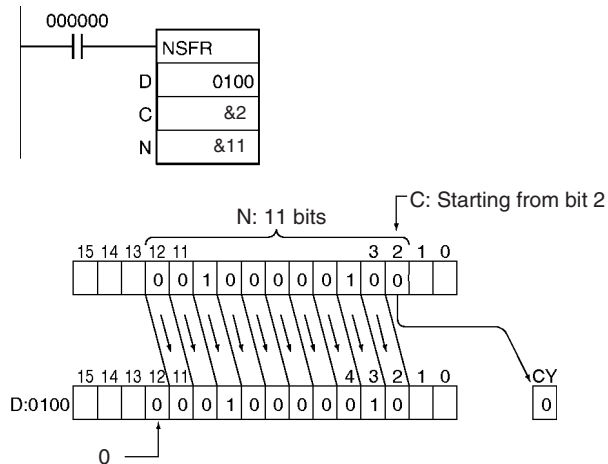 000000
NSFR
D 0100
C &2
N &11
C: Starting from bit 2
N: 11 bits
15 14 13 12 11 3 2 1 0
0 0 1 0 0 0 0 0 1 0 0
15 14 13 12 11 4 3 2 1 0 CY
D:0100 0 0 0 1 0 0 0 0 0 1 0 0
0